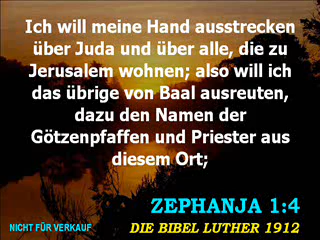 Ich will meine Hand ausstrecken
über Juda und über alle, die zu
Jerusalem wohnen; also will ich
das übrige von Baal ausreuten,
dazu den Namen der
Götzenpfaffen und Priester aus
diesem Ort;
ZEPHANJA 1:4
NICHT FÜR VERKAUF
DIE BIBEL LUTHER 1912